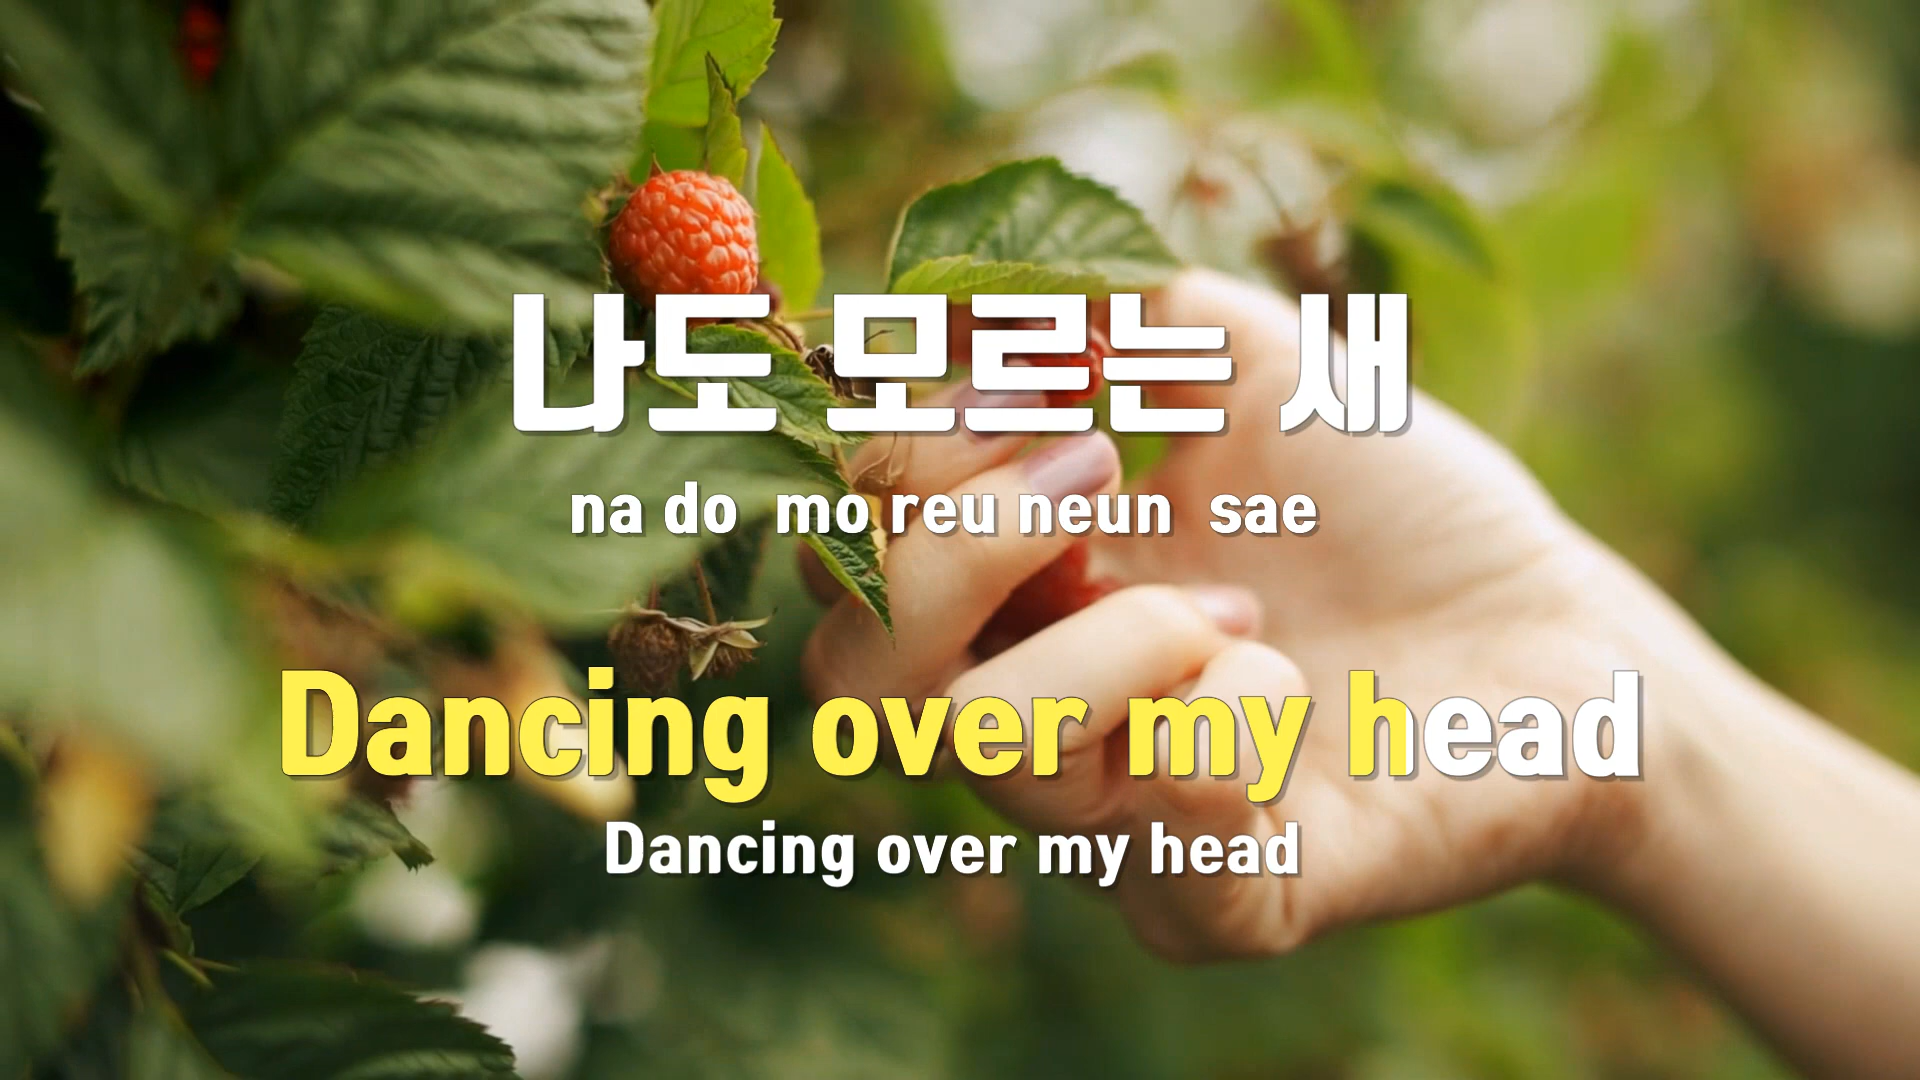 나도 모르는 새
na do mo reu neun sae
Dancing over my head
Dancing over my head